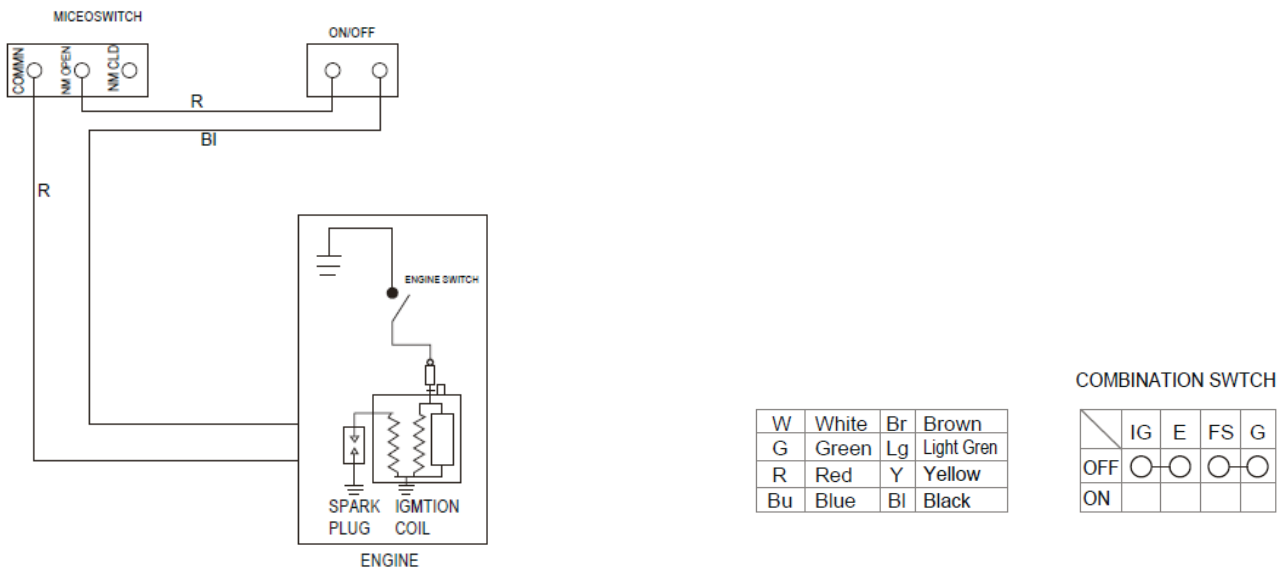 MICEOSWITCH
ON/OFF
COMMN
NM OPEN
NM CLD
R
Bl
R
ENGINE SWITCH
SPARK PLUG
IGMTION COIL
ENGINE
W White Br Brown
G Green Lg Light Gren
R Red Y Yellow
Bu Blue Bl Black
COMBINATION SWTCH
IG E FS G
OFF
ON